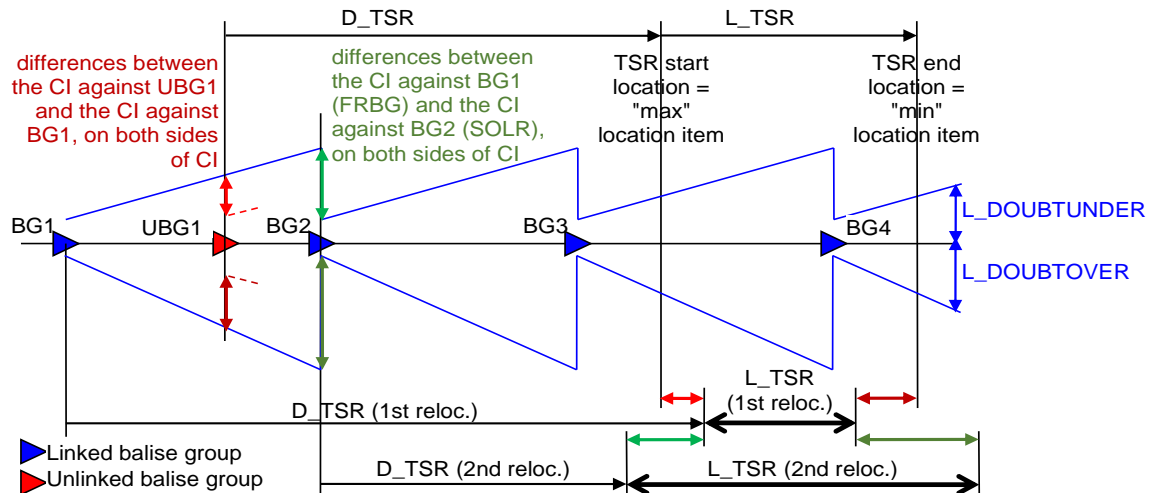 D_TSR
L_TSR
differences between
the CI against UBG1
and the CI against
BG1, on both sides
of CI
differences between
the CI against BG1
(FRBG) and the CI
against BG2 (SOLR),
on both sides of CI
TSR start
location =
"max"
location item
TSR end
location =
"min"
location item
BG1
UBG1
BG2
BG3
BG4
L_DOUBTUNDER
L_DOUBTOVER
D_TSR (1st reloc.)
L_TSR
(1st reloc.)
D_TSR (2nd reloc.)
L_TSR (2nd reloc.)
Linked balise group
Unlinked balise group